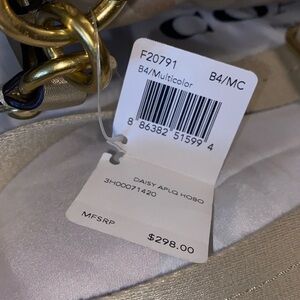 F20791 B4/MC
B4/Multicolor
8 86382 51599 4
DAISY APLQ HOBO
3H00071420
MFSRP
$298.00